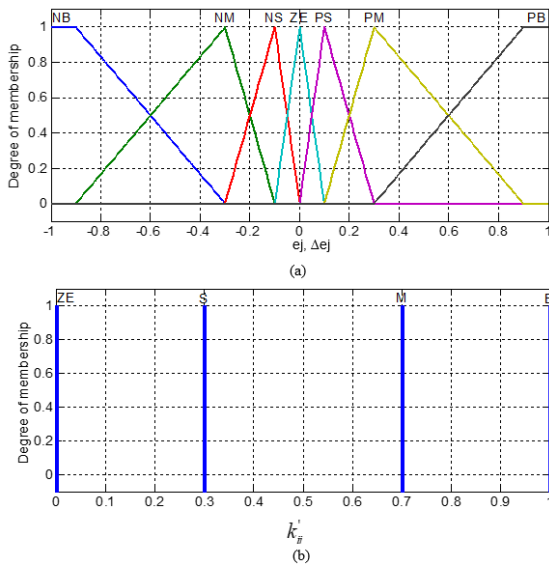 NB NM NS ZE PS PM PB
1
0.8
0.6
0.4
0.2
0
Degree of membership
-1 -0.8 -0.6 -0.4 -0.2 0 0.2 0.4 0.6 0.8 1
ej, Δej
(a)
ZE S M
1
0.8
0.6
0.4
0.2
0
Degree of membership
0 0.1 0.2 0.3 0.4 0.5 0.6 0.7 0.8 0.9
(b)